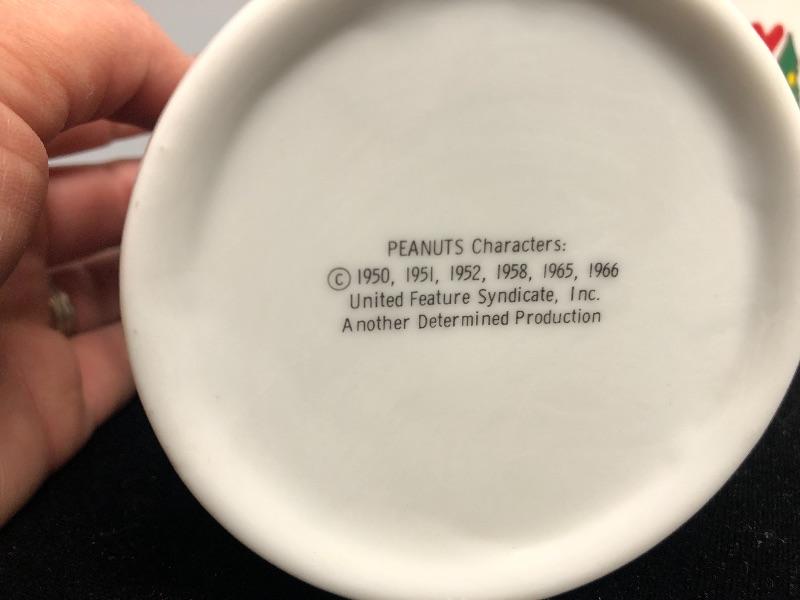 PEANUTS Characters:
© 1950, 1951, 1952, 1958, 1965, 1966
United Feature Syndicate, Inc.
Another Determined Production